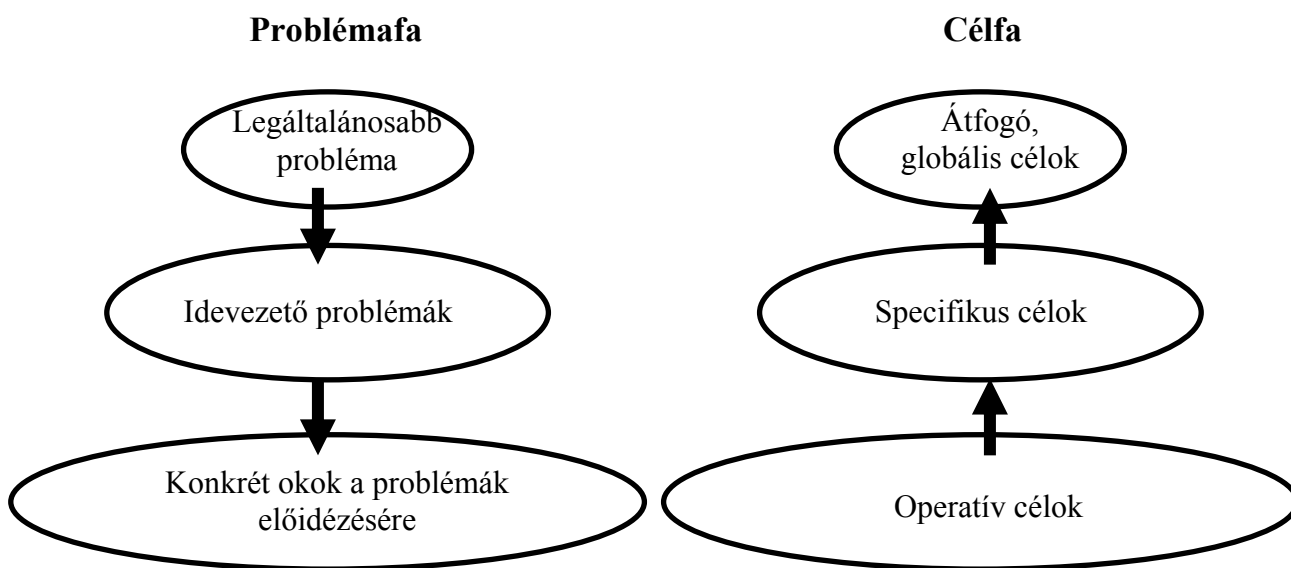 Problémafa
Célfa
Legáltalánosabb
probléma
Átfogó,
globális célok
Idevezető problémák
Specifikus célok
Konkrét okok a problémák
előidézésére
Operatív célok